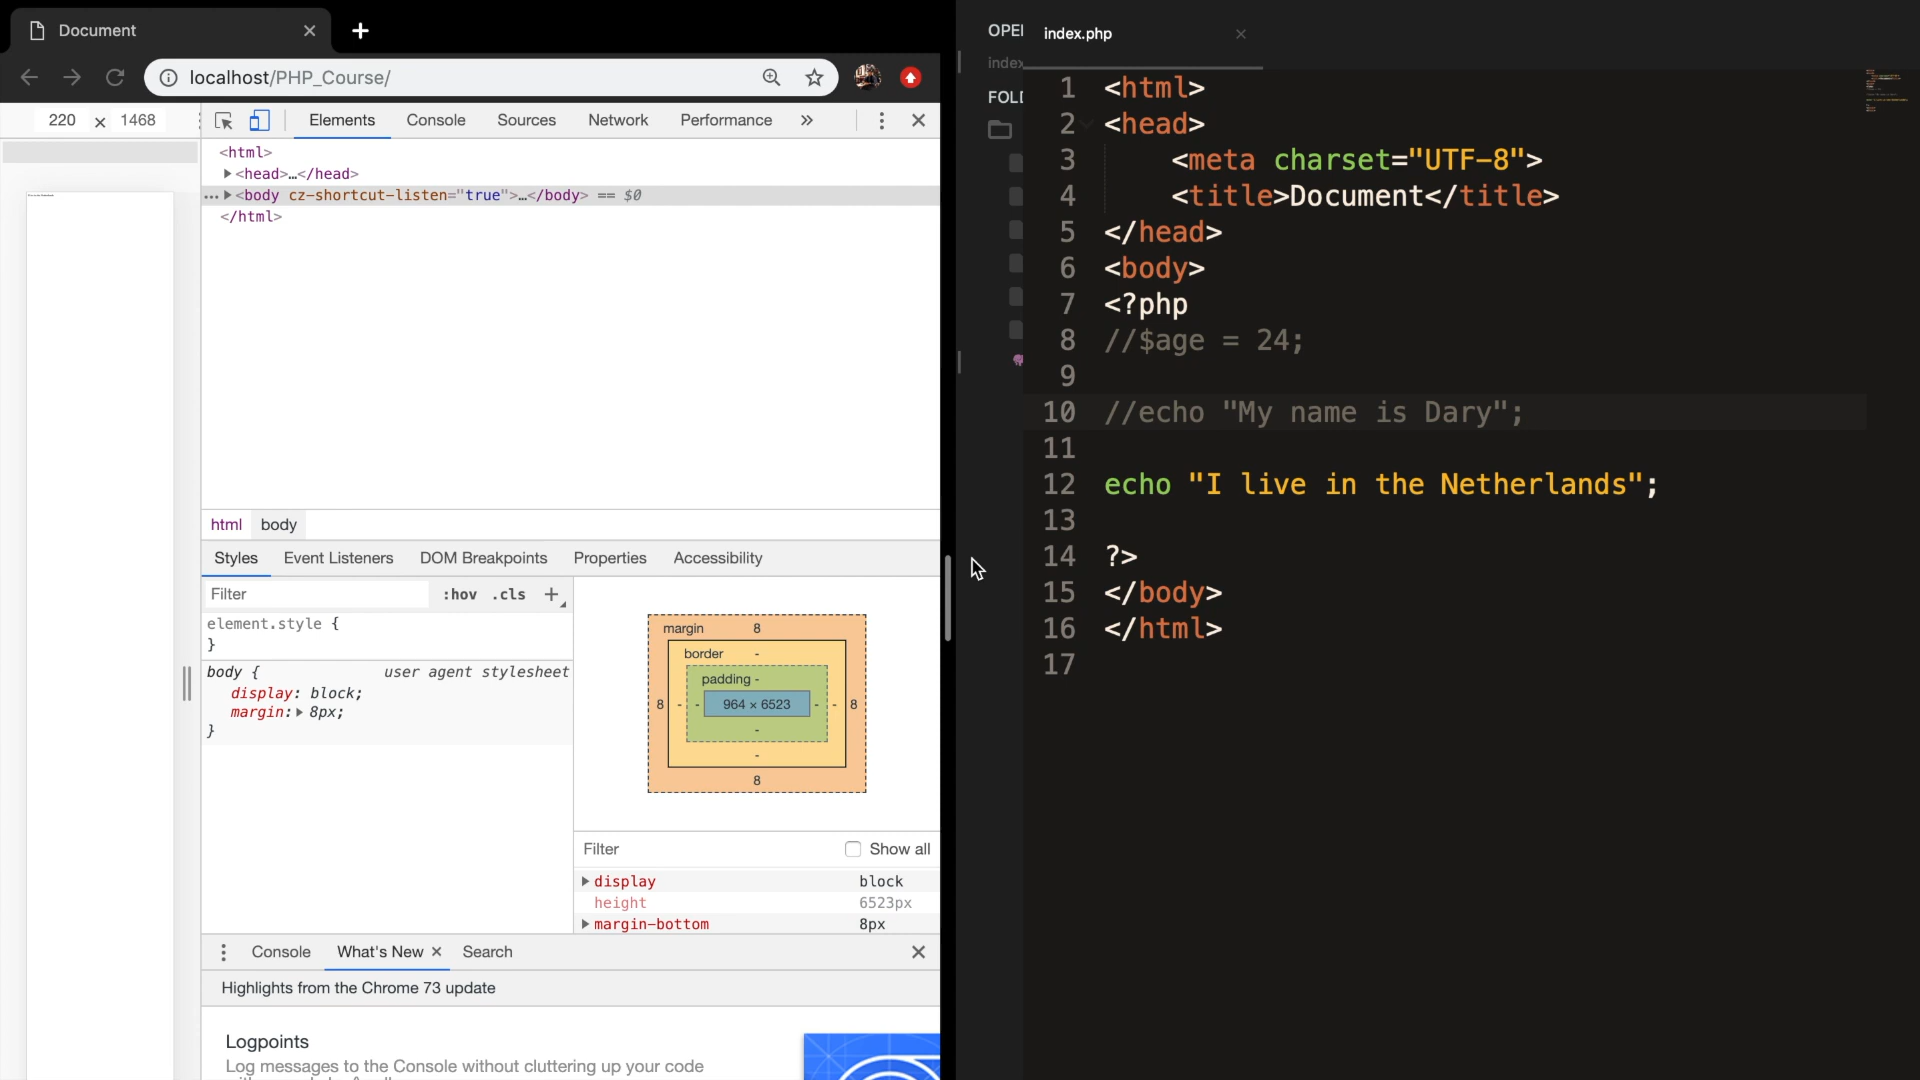 Document
localhost/PHP_Course/
220 × 1468
Elements Console Sources Network Performance »
<html>
▶<head>…</head>
…▶<body cz-shortcut-listen="true">…</body> == $0
</html>
html body
Styles Event Listeners DOM Breakpoints Properties Accessibility
Filter :hov .cls +
element.style {
}
body { user agent stylesheet
display: block;
margin:▶ 8px;
}
margin 8
border -
padding -
8 - - 964 × 6523 - - 8
-
-
8
Filter Show all
▶ display block
height 6523px
▶ margin-bottom 8px
Console What's New × Search
Highlights from the Chrome 73 update
Logpoints
Log messages to the Console without cluttering up your code
OPE
index
FOL
index.php
1 <html>
2 <head>
3 <meta charset="UTF-8">
4 <title>Document</title>
5 </head>
6 <body>
7 <?php
8 //$age = 24;
9
10 //echo "My name is Dary";
11
12 echo "I live in the Netherlands";
13
14 ?>
15 </body>
16 </html>
17